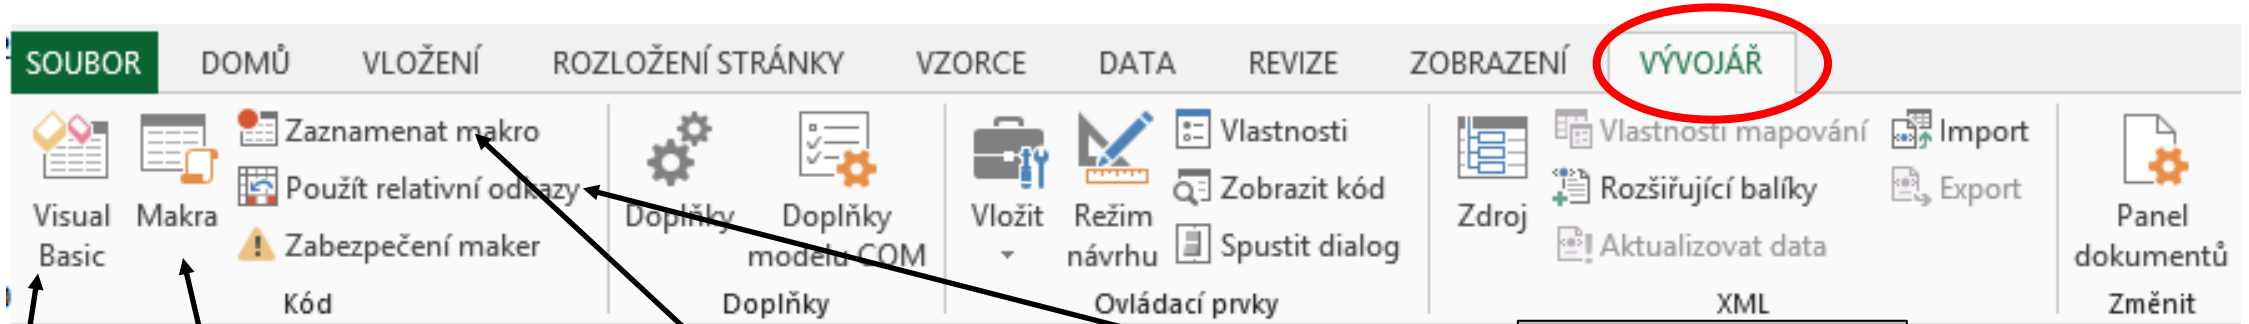 SOUBOR DOMŮ VLOŽENÍ ROZLOŽENÍ STRÁNKY VZORCE DATA REVIZE ZOBRAZENÍ VÝVOJÁŘ
Visual
Basic
Makra
Zaznamenat makro
Použít relativní odkazy
Zabezpečení maker
Kód
Doplňky
Doplňky
modelu COM
Doplňky
Vložit
Režim
návrhu
Vlastnosti
Zobrazit kód
Spustit dialog
Ovládací prvky
Zdroj
Vlastnosti mapování
Rozšiřující balíky
Aktualizovat data
Import
Export
XML
Panel
dokumentů
Změnit